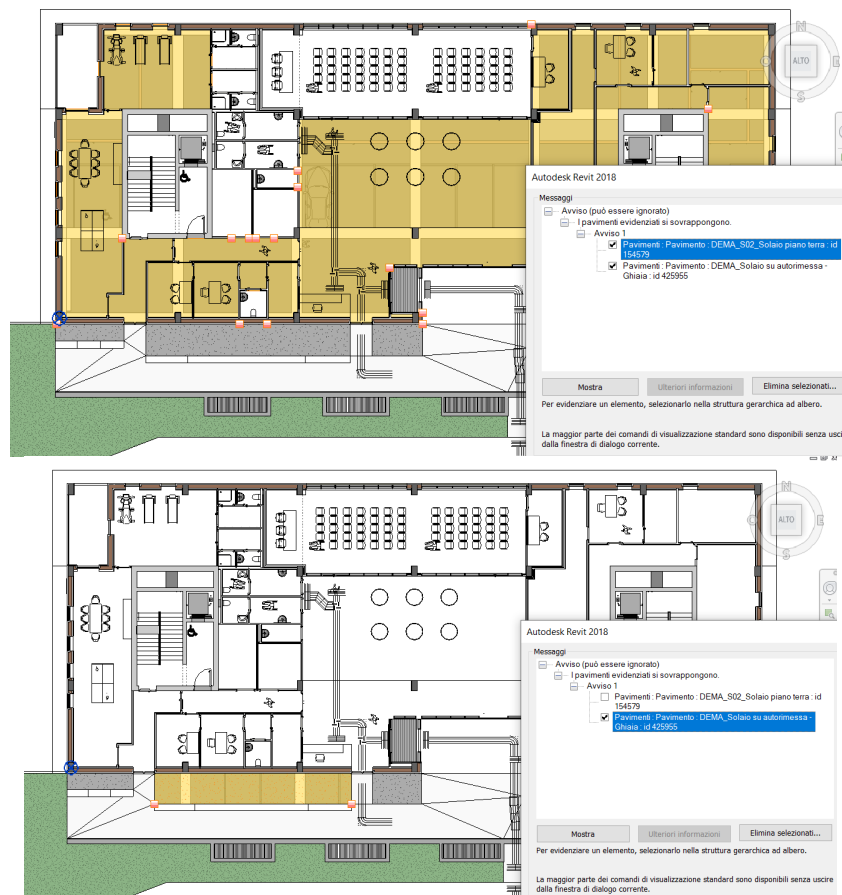 N
ALTO
O
E
S
Autodesk Revit 2018
Messaggi
Avviso (può essere ignorato)
I pavimenti evidenziati si sovrappongono.
Avviso 1
Pavimenti : Pavimento : DEMA_S02_Solaio piano terra : id
154579
Pavimenti : Pavimento : DEMA_Solaio su autorimessa -
Ghiaia : id 425955
Mostra
Ulteriori informazioni
Elimina selezionati...
Per evidenziare un elemento, selezionarlo nella struttura gerarchica ad albero.
La maggior parte dei comandi di visualizzazione standard sono disponibili senza usci
dalla finestra di dialogo corrente.
N
ALTO
O
E
S
Autodesk Revit 2018
Messaggi
Avviso (può essere ignorato)
I pavimenti evidenziati si sovrappongono.
Avviso 1
Pavimenti : Pavimento : DEMA_S02_Solaio piano terra : id
154579
Pavimenti : Pavimento : DEMA_Solaio su autorimessa -
Ghiaia : id 425955
Mostra
Ulteriori informazioni
Elimina selezionati...
Per evidenziare un elemento, selezionarlo nella struttura gerarchica ad albero.
La maggior parte dei comandi di visualizzazione standard sono disponibili senza uscire
dalla finestra di dialogo corrente.